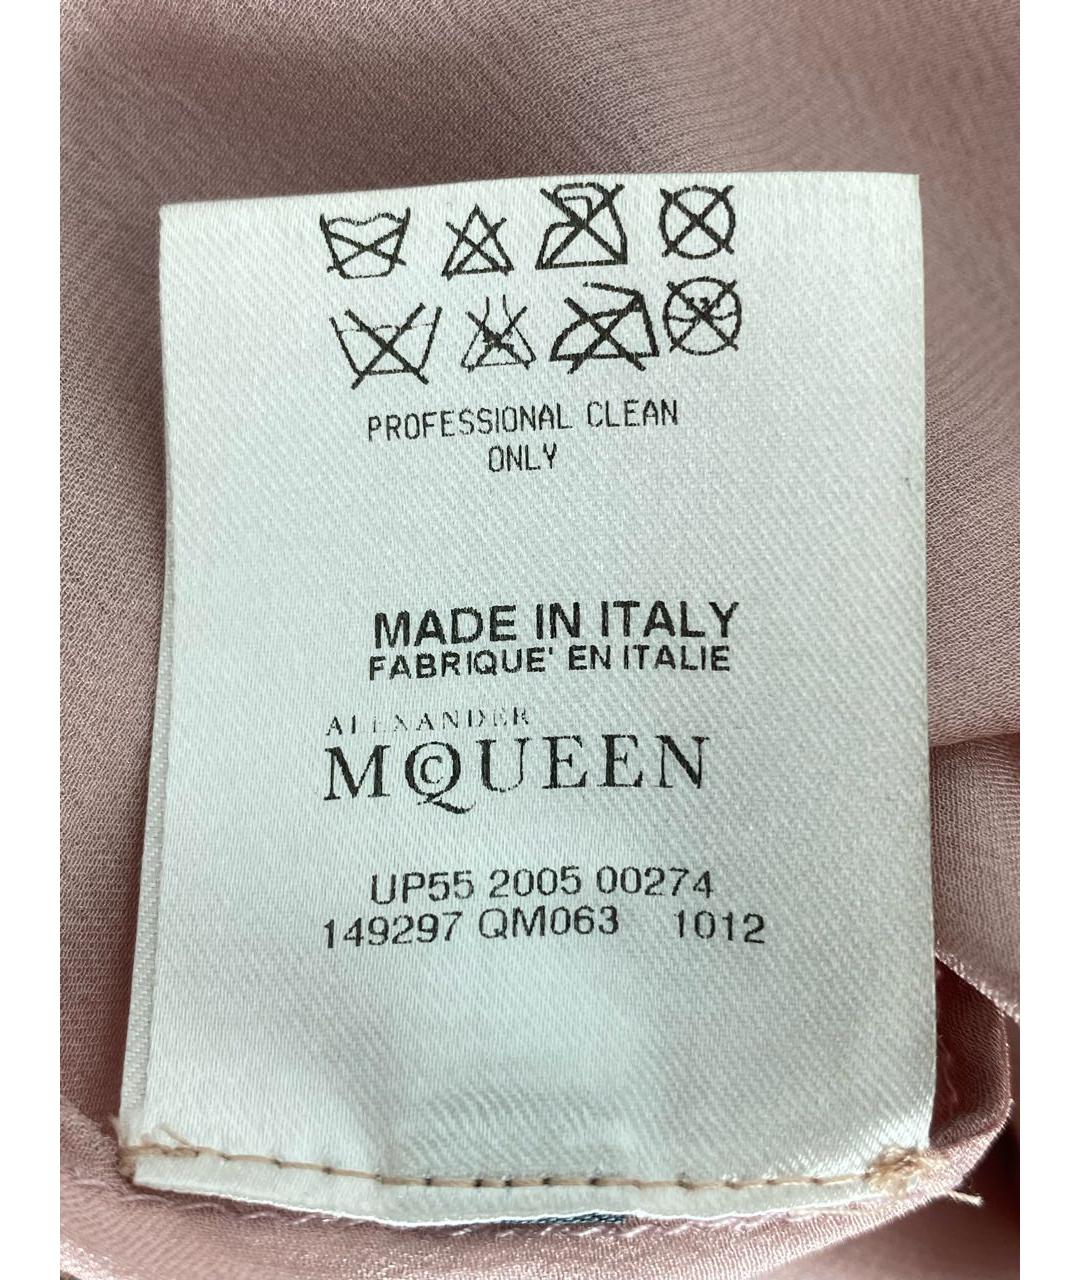 PROFESSIONAL CLEAN
ONLY
MADE IN ITALY
FABRIQUE' EN ITALIE
ALEXANDER
MCQUEEN
UP55 2005 00274
149297 QM063 1012